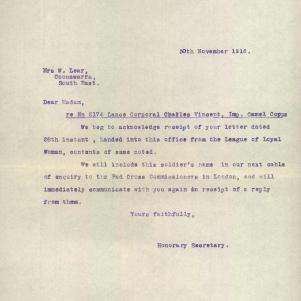 30th November 1916.
Mrs W. Lear,
Coonawarra,
South East.
Dear Madam,
re No 2174 Lance Corporal Charles Vincent, Imp. Camel Corps
We beg to acknowledge receipt of your letter dated
28th instant , handed into this office from the League of Loyal
Women, contents of same noted.
We will include this soldier's name in our next cable
of enquiry to the Red Cross Commissioners in London, and will
immediately communicate with you again on receipt of a reply
from them.
Yours faithfully,
Honorary Secretary.